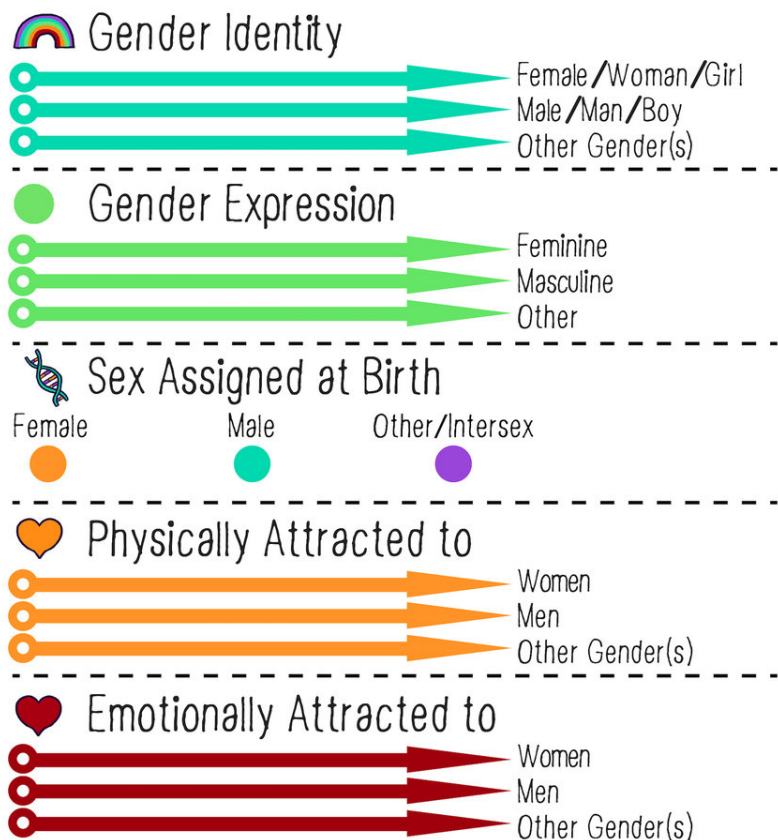 Gender Identity
Female/Woman/Girl
Male/Man/Boy
Other Gender(s)
Gender Expression
Feminine
Masculine
Other
Sex Assigned at Birth
Female Male Other/Intersex
Physically Attracted to
Women
Men
Other Gender(s)
Emotionally Attracted to
Women
Men
Other Gender(s)